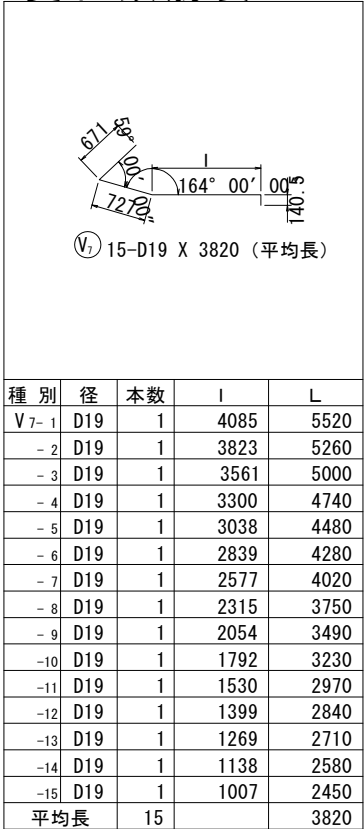 671
59° 00' 00"
l
164° 00' 00"
727
140.5
V7 15-D19 X 3820 (平均長)
種 別 径 本数 l L
V 7- 1 D19 1 4085 5520
- 2 D19 1 3823 5260
- 3 D19 1 3561 5000
- 4 D19 1 3300 4740
- 5 D19 1 3038 4480
- 6 D19 1 2839 4280
- 7 D19 1 2577 4020
- 8 D19 1 2315 3750
- 9 D19 1 2054 3490
-10 D19 1 1792 3230
-11 D19 1 1530 2970
-12 D19 1 1399 2840
-13 D19 1 1269 2710
-14 D19 1 1138 2580
-15 D19 1 1007 2450
平均長 15 3820